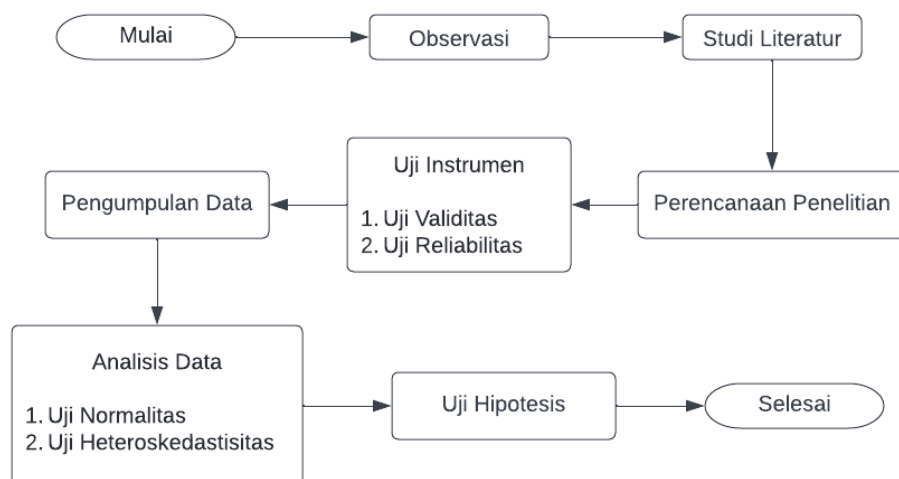 Mulai
Observasi
Studi Literatur
Perencanaan Penelitian
Uji Instrumen
1. Uji Validitas
2. Uji Reliabilitas
Pengumpulan Data
Analisis Data
1. Uji Normalitas
2. Uji Heteroskedastisitas
Uji Hipotesis
Selesai